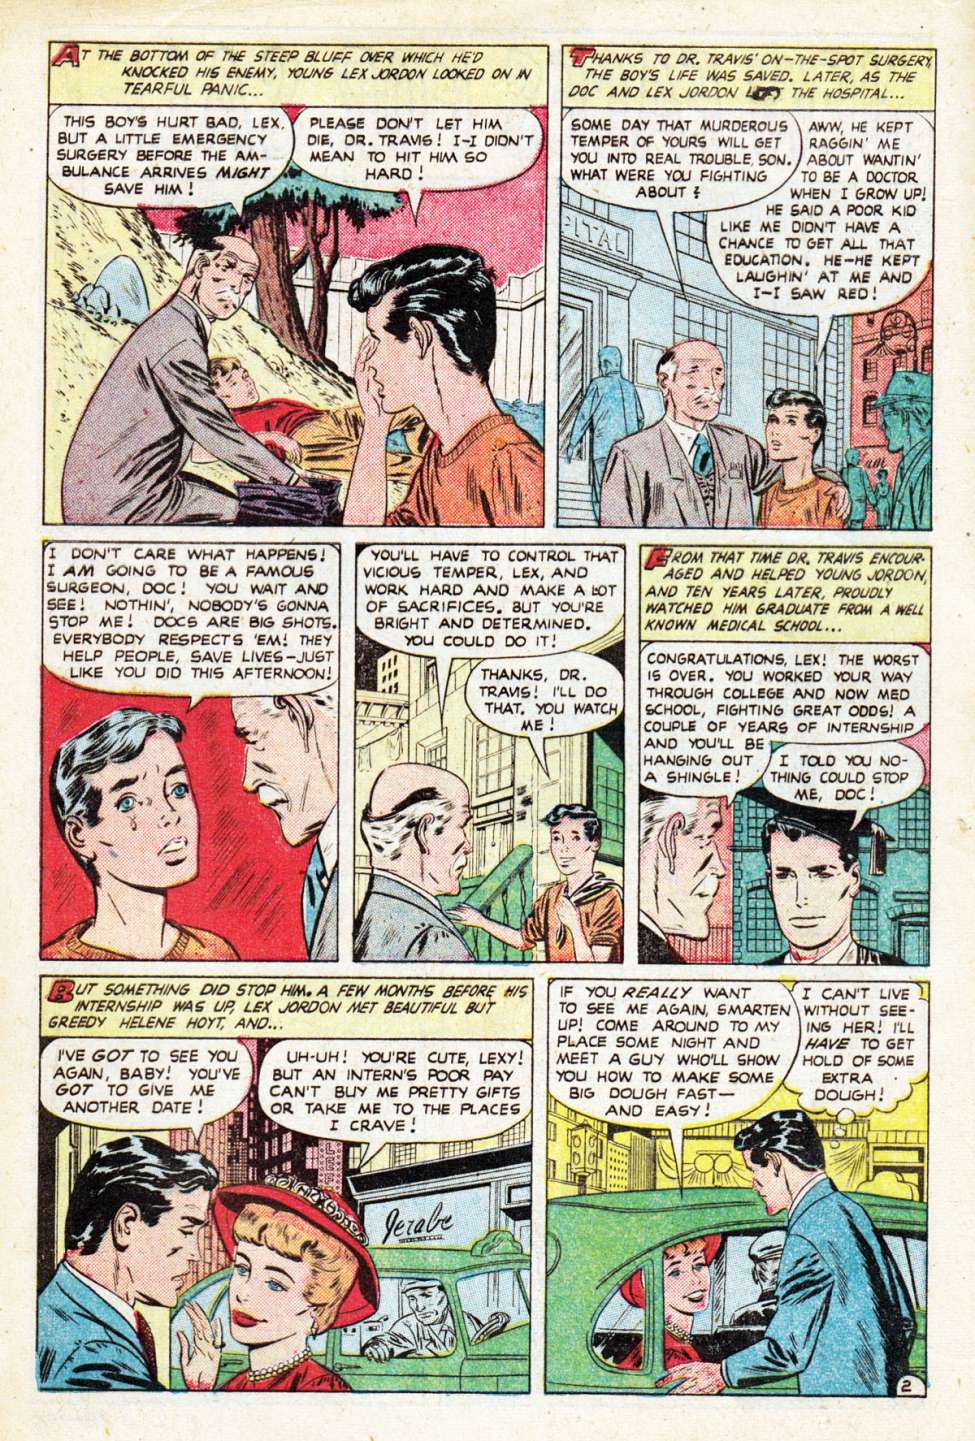 AT THE BOTTOM OF THE STEEP BLUFF OVER WHICH HE'D
KNOCKED HIS ENEMY, YOUNG LEX JORDON LOOKED ON IN
TEARFUL PANIC...
THIS BOY'S HURT BAD, LEX,
BUT A LITTLE EMERGENCY
SURGERY BEFORE THE AM-
BULANCE ARRIVES MIGHT
SAVE HIM!
PLEASE DON'T LET HIM
DIE, DR. TRAVIS! I-I DIDN'T
MEAN TO HIT HIM SO
HARD!
THANKS TO DR. TRAVIS' ON-THE-SPOT SURGERY,
THE BOY'S LIFE WAS SAVED. LATER, AS THE
DOC AND LEX JORDON LEFT THE HOSPITAL...
SOME DAY THAT MURDEROUS
TEMPER OF YOURS WILL GET
YOU INTO REAL TROUBLE, SON.
WHAT WERE YOU FIGHTING
ABOUT?
AWW, HE KEPT
RAGGIN' ME
ABOUT WANTIN'
TO BE A DOCTOR
WHEN I GROW UP!
HE SAID A POOR KID
LIKE ME DIDN'T HAVE A
CHANCE TO GET ALL THAT
EDUCATION. HE-HE KEPT
LAUGHIN' AT ME AND
I-I SAW RED!
PITAL
I DON'T CARE WHAT HAPPENS!
I AM GOING TO BE A FAMOUS
SURGEON, DOC! YOU WAIT AND
SEE! NOTHIN', NOBODY'S GONNA
STOP ME! DOCS ARE BIG SHOTS.
EVERYBODY RESPECTS 'EM! THEY
HELP PEOPLE, SAVE LIVES-JUST
LIKE YOU DID THIS AFTERNOON!
YOU'LL HAVE TO CONTROL THAT
VICIOUS TEMPER, LEX, AND
WORK HARD AND MAKE A LOT
OF SACRIFICES. BUT YOU'RE
BRIGHT AND DETERMINED.
YOU COULD DO IT!
THANKS, DR.
TRAVIS! I'LL DO
THAT. YOU WATCH
ME!
FROM THAT TIME DR. TRAVIS ENCOUR-
AGED AND HELPED YOUNG JORDON,
AND TEN YEARS LATER, PROUDLY
WATCHED HIM GRADUATE FROM A WELL
KNOWN MEDICAL SCHOOL...
CONGRATULATIONS, LEX! THE WORST
IS OVER. YOU WORKED YOUR WAY
THROUGH COLLEGE AND NOW MED
SCHOOL, FIGHTING GREAT ODDS! A
COUPLE OF YEARS OF INTERNSHIP
AND YOU'LL BE
HANGING OUT
A SHINGLE!
I TOLD YOU NO-
THING COULD STOP
ME, DOC!
BUT SOMETHING DID STOP HIM. A FEW MONTHS BEFORE HIS
INTERNSHIP WAS UP, LEX JORDON MET BEAUTIFUL BUT
GREEDY HELENE HOYT, AND...
I'VE GOT TO SEE YOU
AGAIN, BABY! YOU'VE
GOT TO GIVE ME
ANOTHER DATE!
UH-UH! YOU'RE CUTE, LEXY!
BUT AN INTERN'S POOR PAY
CAN'T BUY ME PRETTY GIFTS
OR TAKE ME TO THE PLACES
I CRAVE!
IF YOU REALLY WANT
TO SEE ME AGAIN, SMARTEN
UP! COME AROUND TO MY
PLACE SOME NIGHT AND
MEET A GUY WHO'LL SHOW
YOU HOW TO MAKE SOME
BIG DOUGH FAST-
AND EASY!
I CAN'T LIVE
WITHOUT SEE-
ING HER! I'LL
HAVE TO GET
HOLD OF SOME
EXTRA
DOUGH!
2